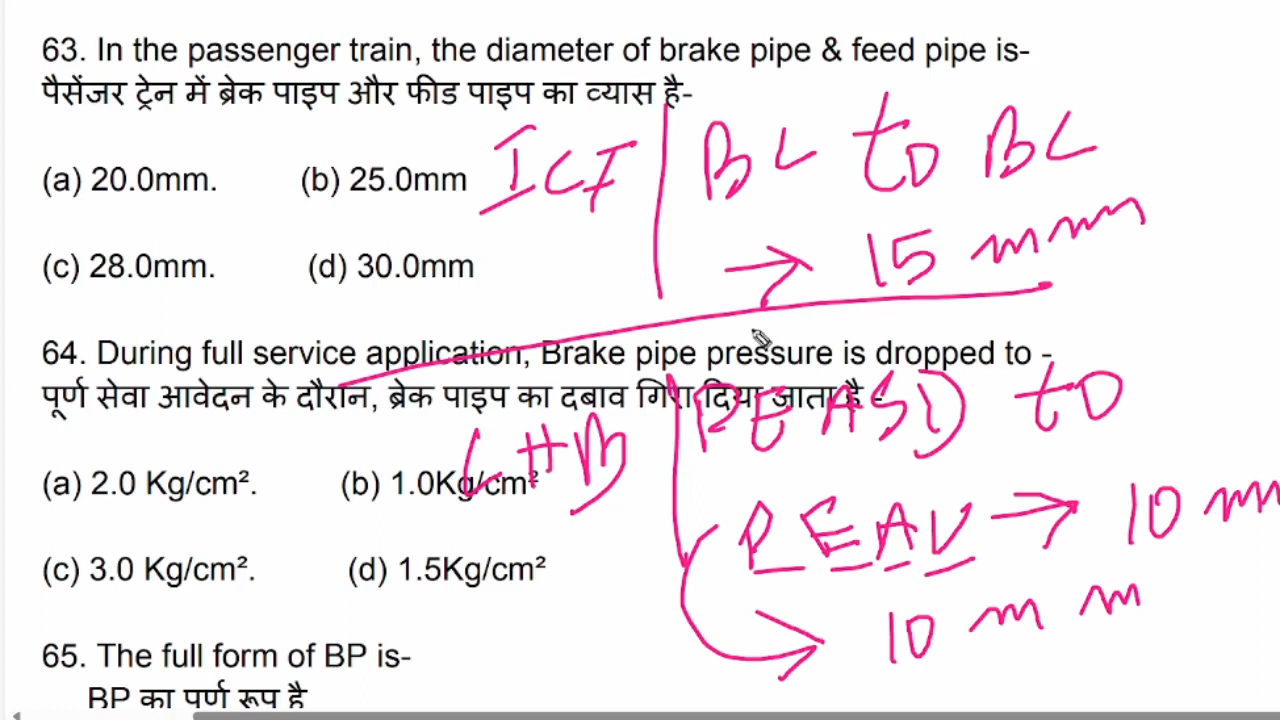 63. In the passenger train, the diameter of brake pipe & feed pipe is-
पैसेंजर ट्रेन में ब्रेक पाइप और फीड पाइप का व्यास है-
ICF BC to BC
(a) 20.0mm. (b) 25.0mm
→ 15 mm
(c) 28.0mm. (d) 30.0mm
64. During full service application, Brake pipe pressure is dropped to -
पूर्ण सेवा आवेदन के दौरान, ब्रेक पाइप का दबाव गिरा दिया जाता है -
LHB PEASD to
(a) 2.0 Kg/cm². (b) 1.0Kg/cm²
PEAV → 10 mm
(c) 3.0 Kg/cm². (d) 1.5Kg/cm²
10 mm
65. The full form of BP is-
BP का पूर्ण रूप है